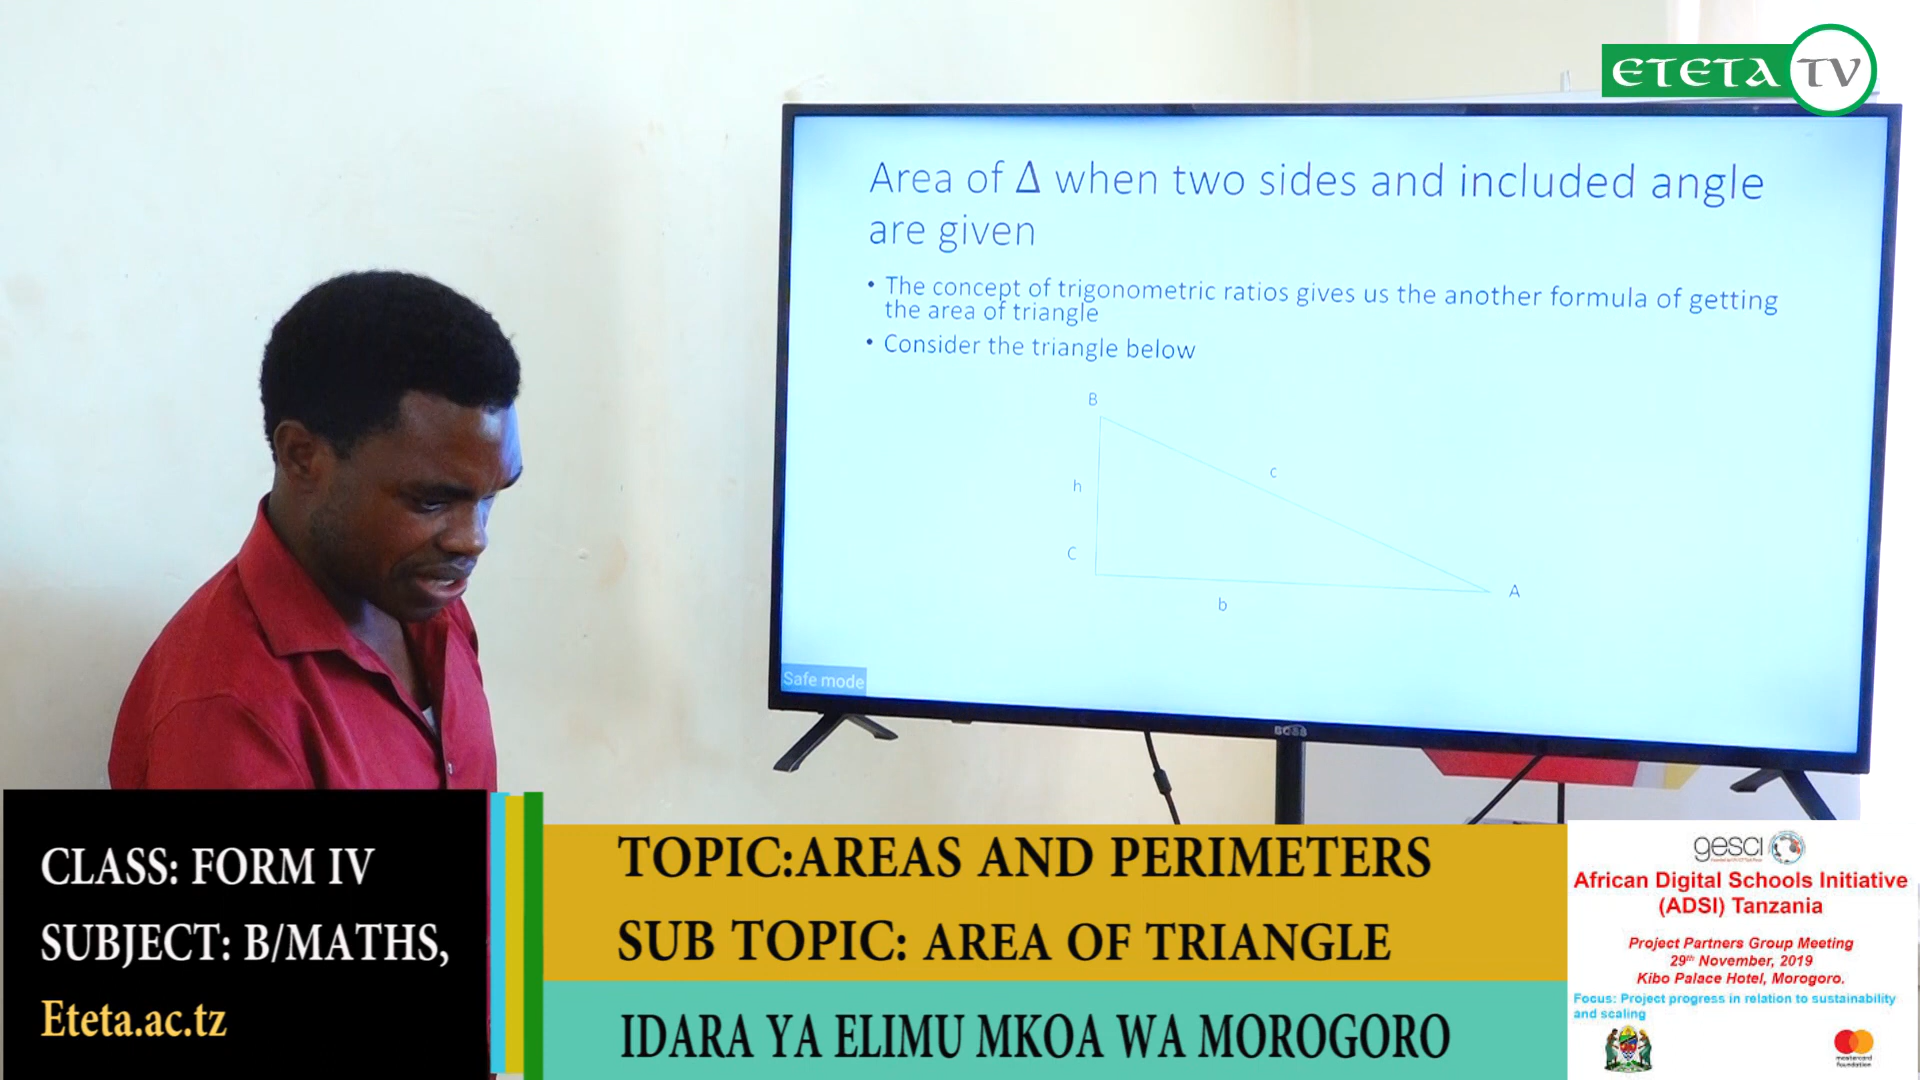 ETETA TV
Area of Δ when two sides and included angle
are given
• The concept of trigonometric ratios gives us the another formula of getting
the area of triangle
• Consider the triangle below
B
c
h
C
A
b
Safe mode
BOSS
CLASS: FORM IV
SUBJECT: B/MATHS,
Eteta.ac.tz
TOPIC:AREAS AND PERIMETERS
SUB TOPIC: AREA OF TRIANGLE
IDARA YA ELIMU MKOA WA MOROGORO
gesci
African Digital Schools Initiative
(ADSI) Tanzania
Project Partners Group Meeting
29th November, 2019
Kibo Palace Hotel, Morogoro.
Focus: Project progress in relation to sustainability
and scaling
mastercard
foundation